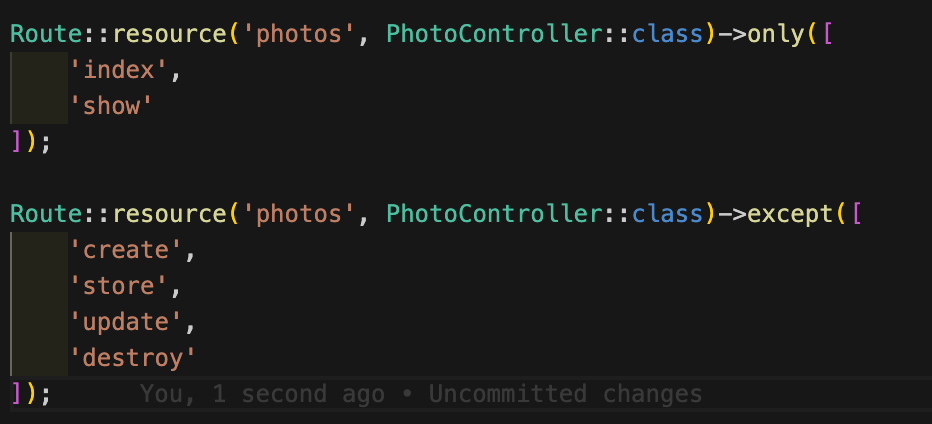 Route::resource('photos', PhotoController::class)->only([
    'index',
    'show'
]);
Route::resource('photos', PhotoController::class)->except([
    'create',
    'store',
    'update',
    'destroy'
]);    You, 1 second ago • Uncommitted changes